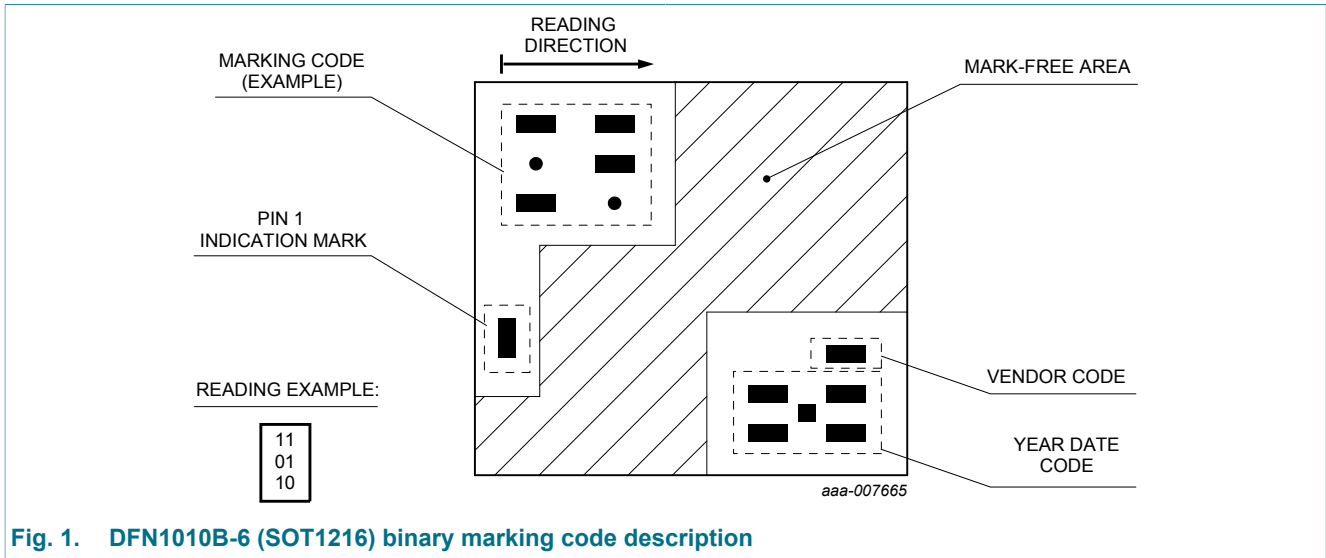 READING
DIRECTION
MARKING CODE
(EXAMPLE)
MARK-FREE AREA
PIN 1
INDICATION MARK
READING EXAMPLE:
11
01
10
VENDOR CODE
YEAR DATE
CODE
aaa-007665
Fig. 1. DFN1010B-6 (SOT1216) binary marking code description